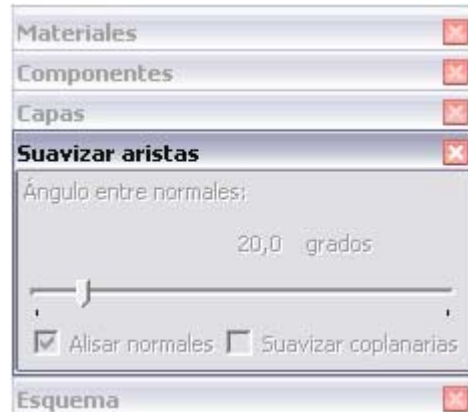 Materiales
Componentes
Capas
Suavizar aristas
Ángulo entre normales:
20,0 grados
Alisar normales Suavizar coplanarias
Esquema